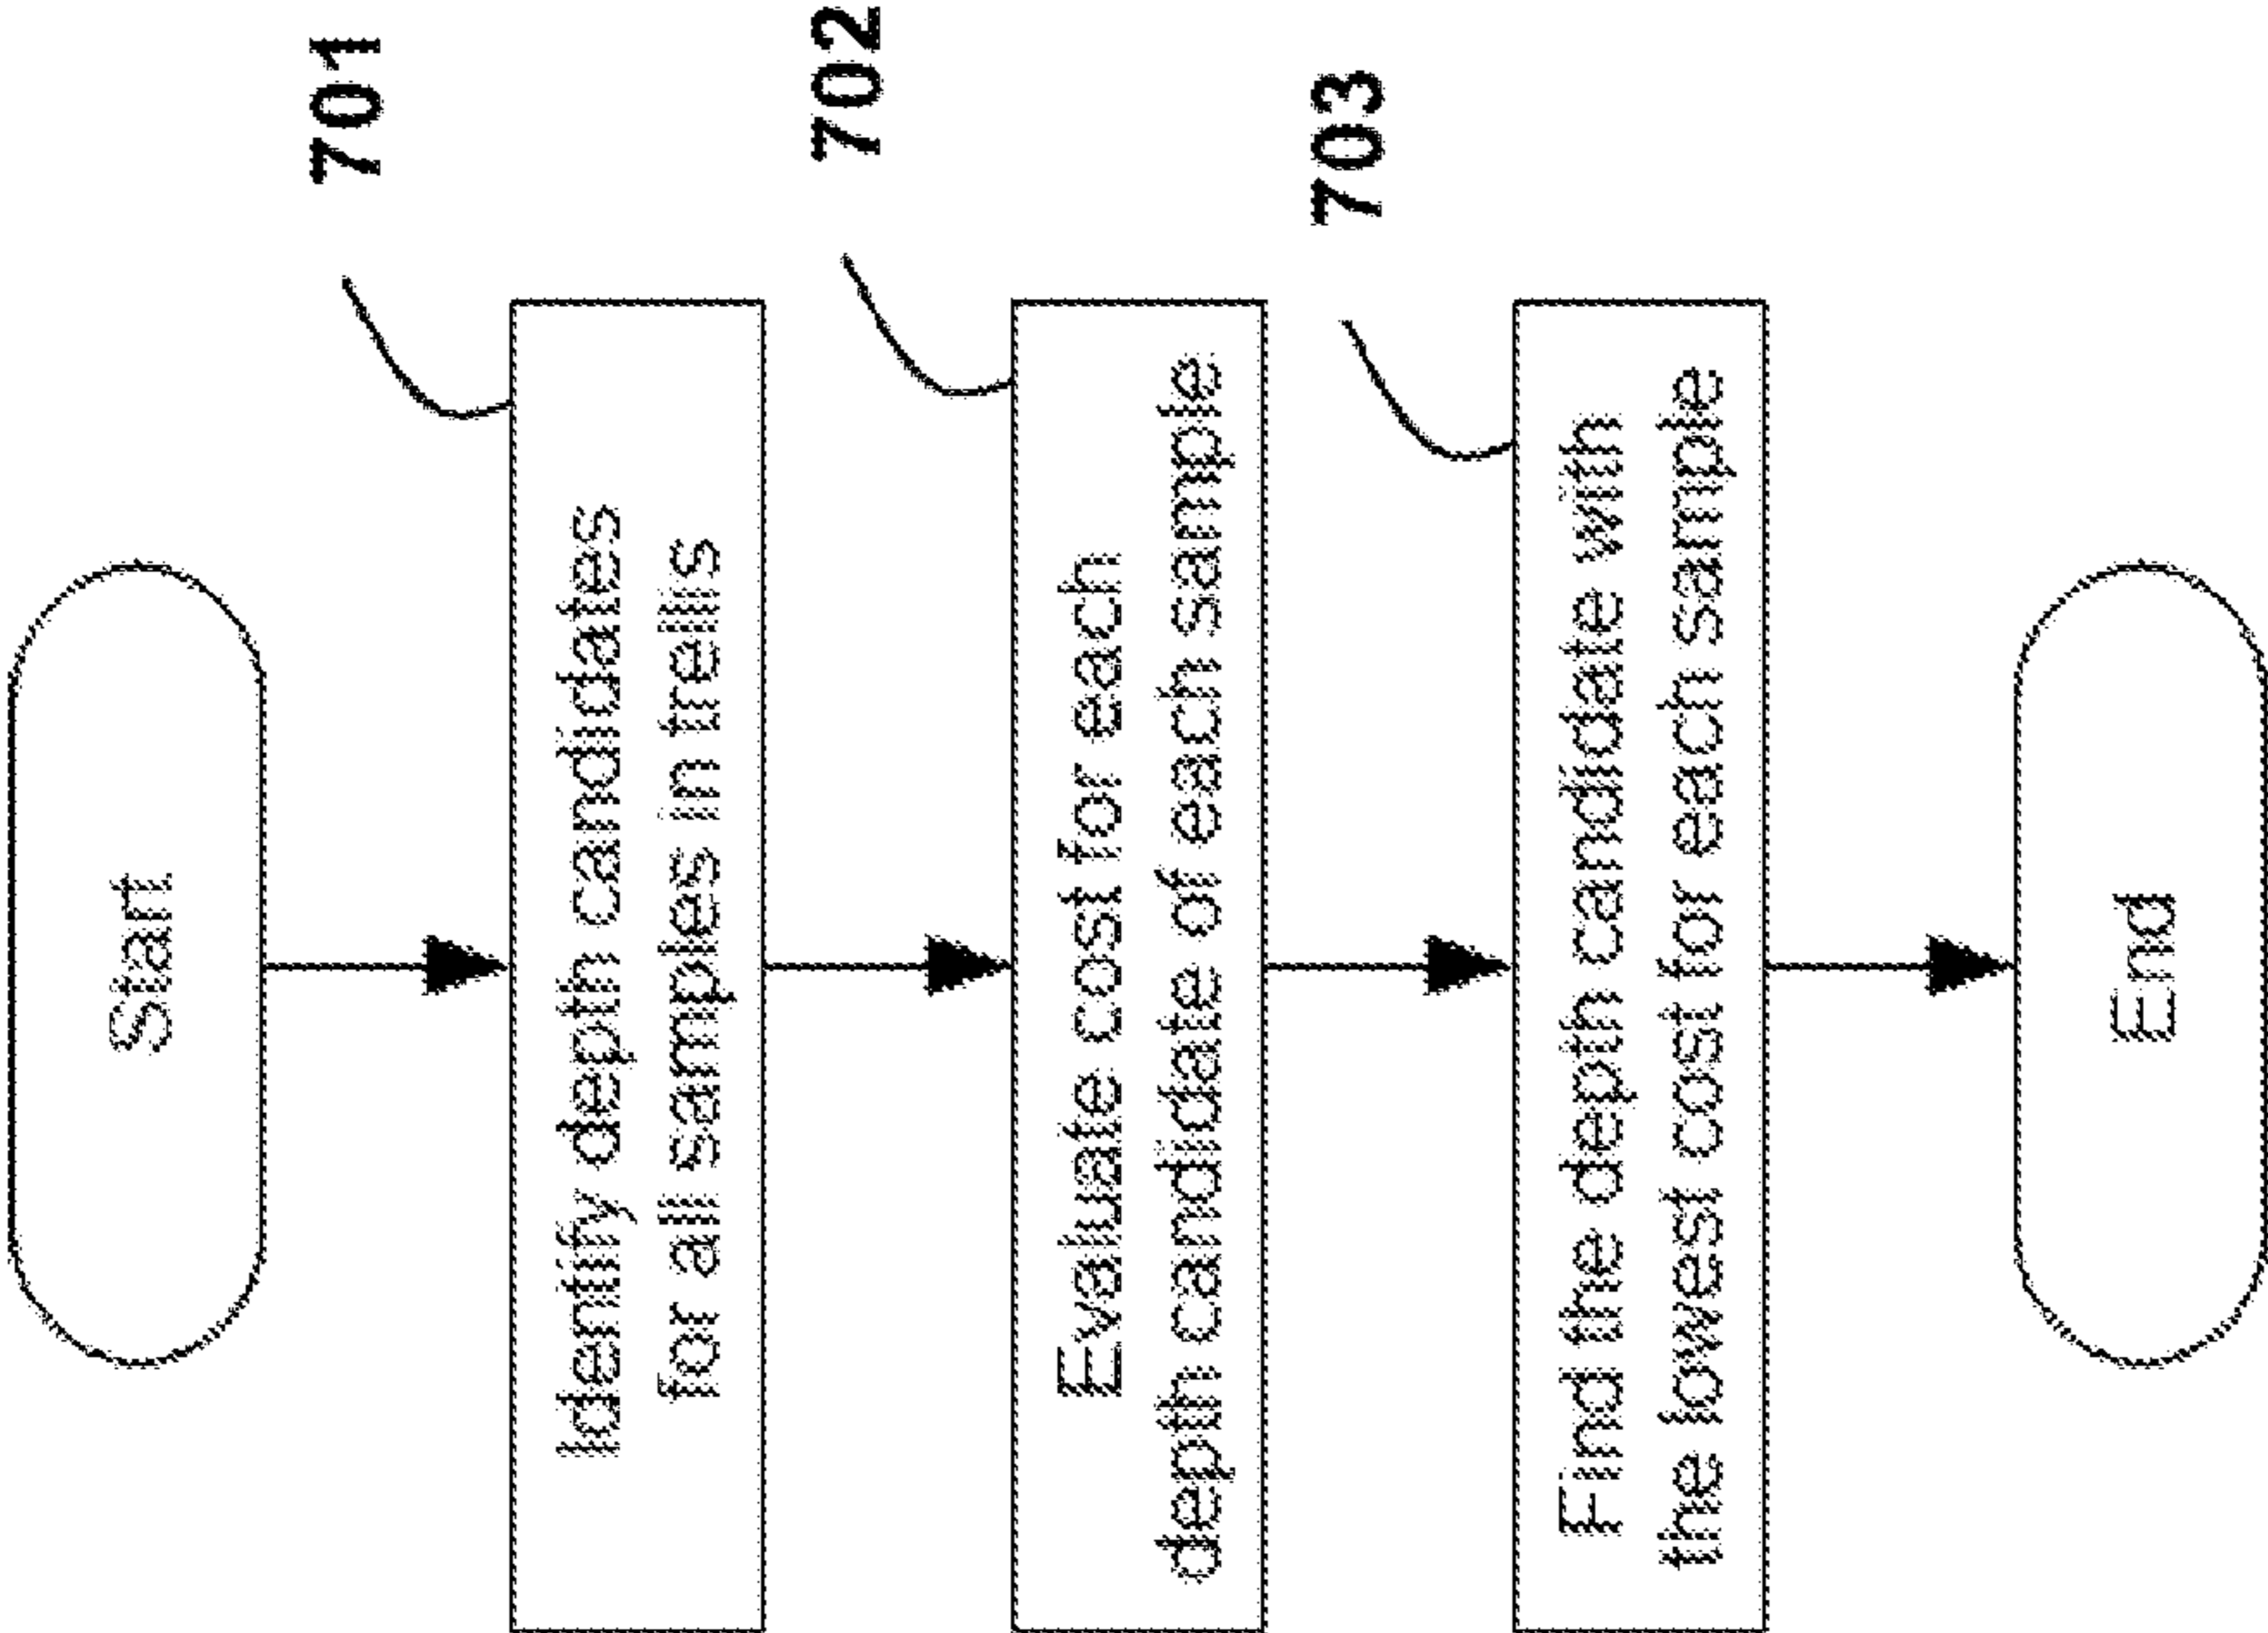 Start
701
Identify depth candidates
for all samples in trellis
702
Evaluate cost for each
depth candidate of each sample
703
Find the depth candidate with
the lowest cost for each sample
End